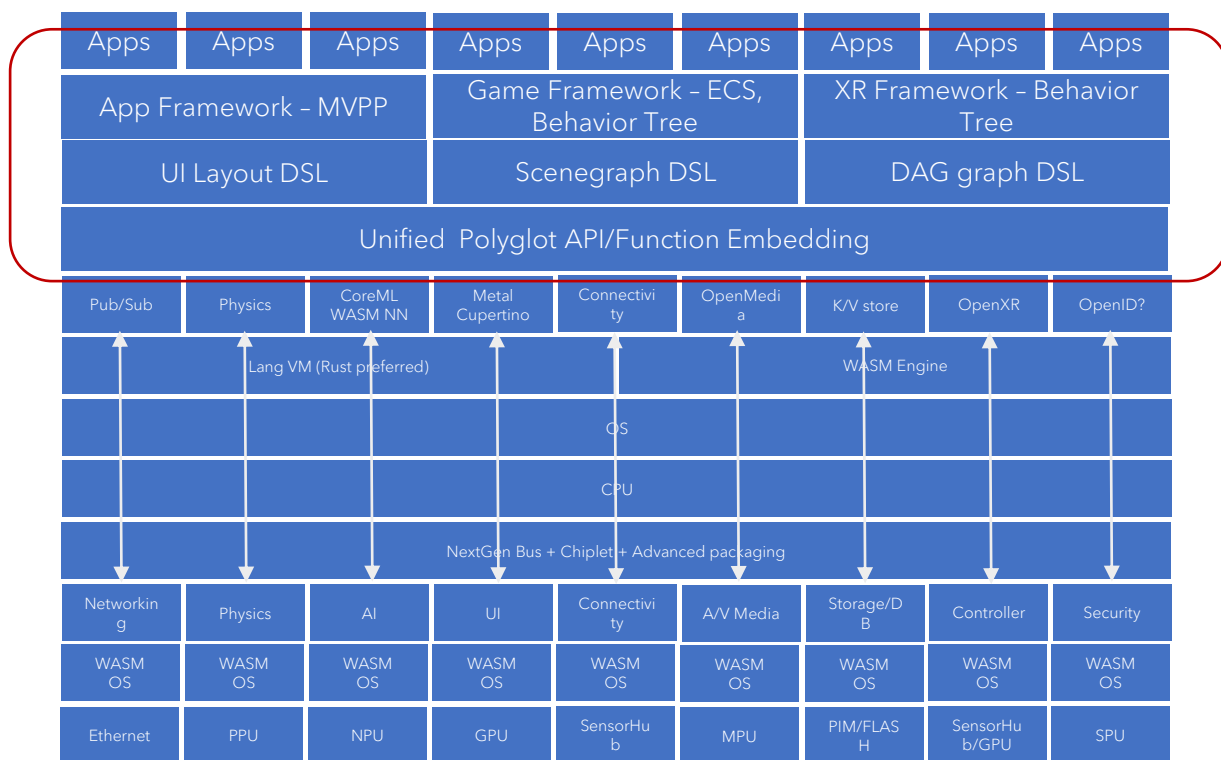 Apps Apps Apps Apps Apps Apps Apps Apps Apps
App Framework – MVPP
Game Framework – ECS,
Behavior Tree
XR Framework – Behavior
Tree
UI Layout DSL
Scenegraph DSL
DAG graph DSL
Unified Polyglot API/Function Embedding
Pub/Sub
Physics
CoreML
WASM NN
Metal
Cupertino
Connectivi
ty
OpenMedi
a
K/V store
OpenXR
OpenID?
Lang VM (Rust preferred)
WASM Engine
OS
CPU
NextGen Bus + Chiplet + Advanced packaging
Networkin
g
Physics
AI
UI
Connectivi
ty
A/V Media
Storage/D
B
Controller
Security
WASM
OS
WASM
OS
WASM
OS
WASM
OS
WASM
OS
WASM
OS
WASM
OS
WASM
OS
WASM
OS
Ethernet
PPU
NPU
GPU
SensorHu
b
MPU
PIM/FLAS
H
SensorHu
b/GPU
SPU